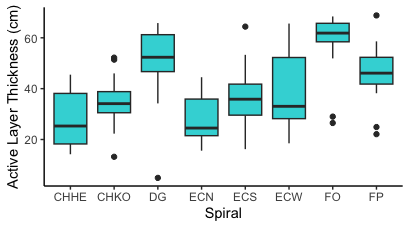 Active Layer Thickness (cm)
60
40
20
CHHE CHKO DG ECN ECS ECW FO FP
Spiral